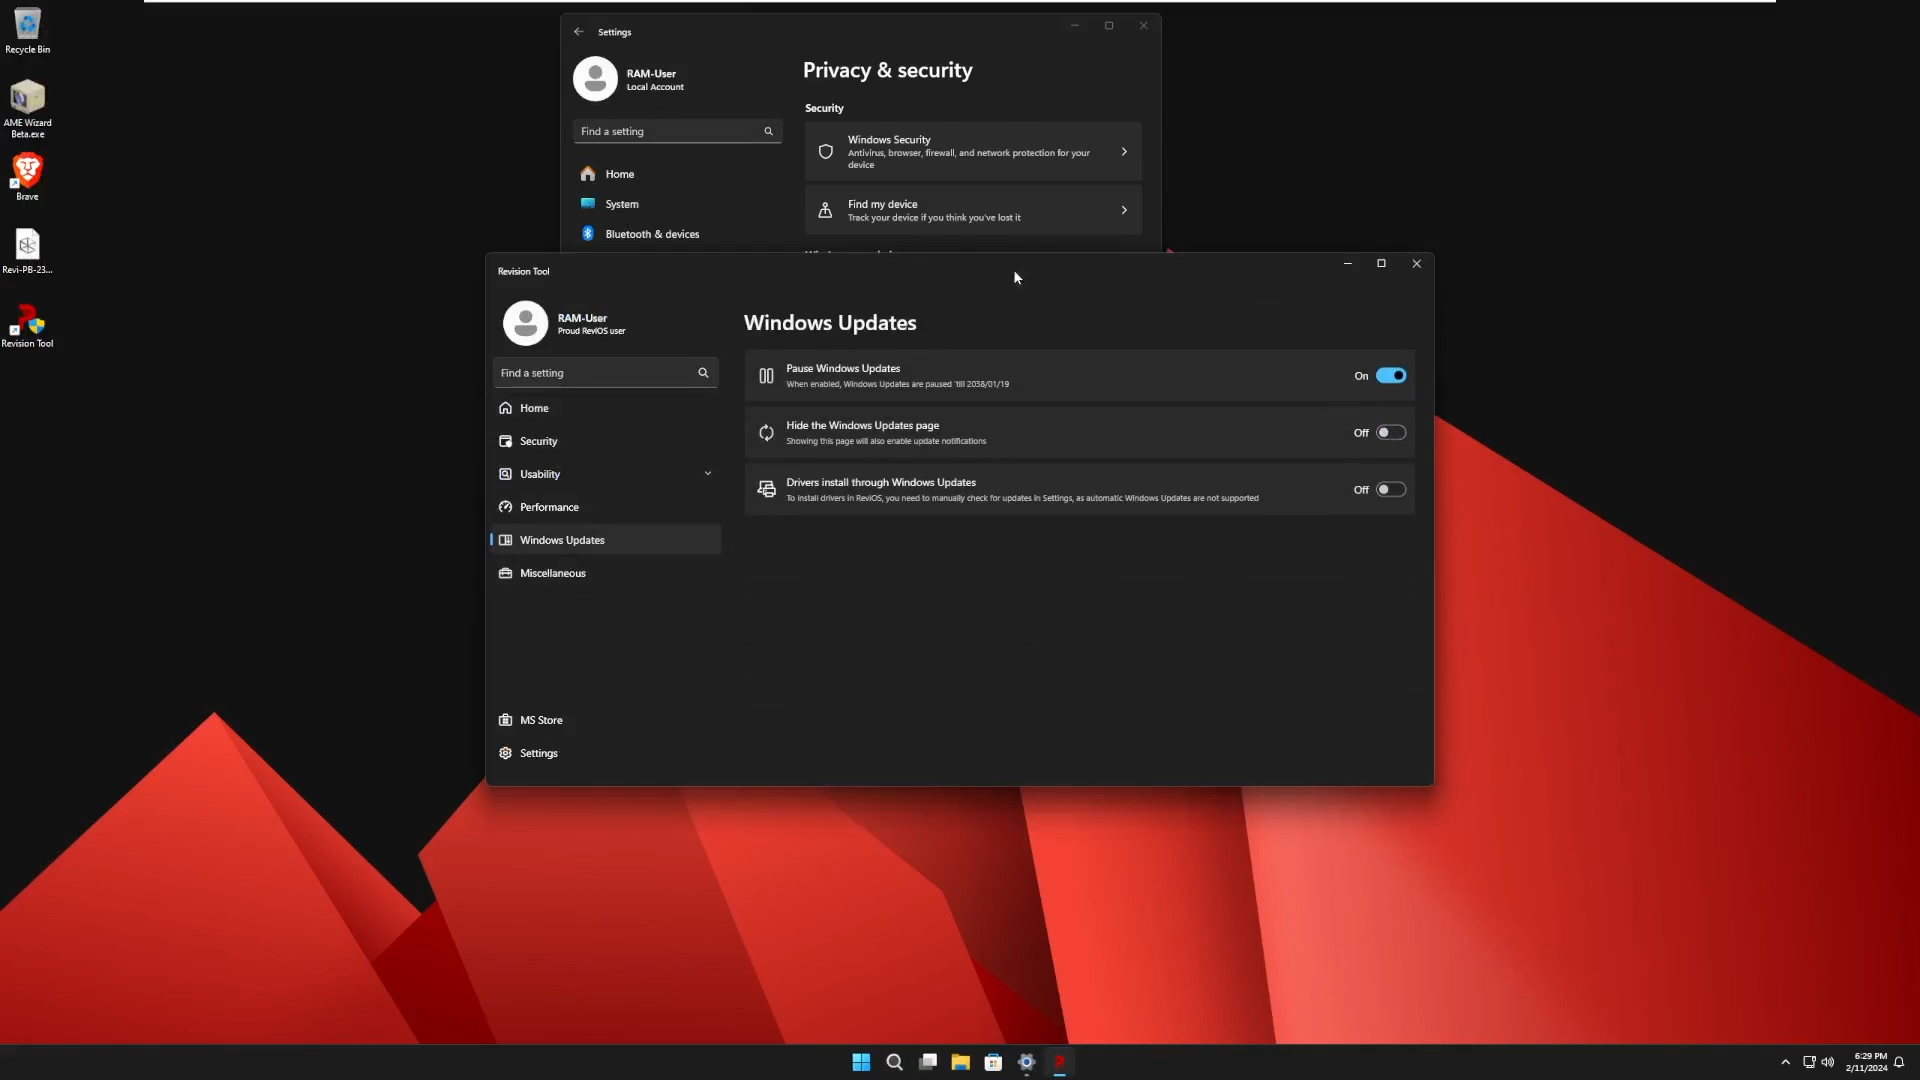 Recycle Bin
AME Wizard
Beta.exe
Brave
Revi-PB-23...
Revision Tool
Settings
RAM-User
Local Account
Find a setting
Home
System
Bluetooth & devices
Privacy & security
Security
Windows Security
Antivirus, browser, firewall, and network protection for your
device
Find my device
Track your device if you think you've lost it
Revision Tool
RAM-User
Proud ReviOS user
Find a setting
Home
Security
Usability
Performance
Windows Updates
Miscellaneous
MS Store
Settings
Windows Updates
Pause Windows Updates
When enabled, Windows Updates are paused 'till 2038/01/19
On
Hide the Windows Updates page
Showing this page will also enable update notifications
Off
Drivers install through Windows Updates
To install drivers in ReviOS, you need to manually check for updates in Settings, as automatic Windows Updates are not supported
Off
6:29 PM
2/11/2024